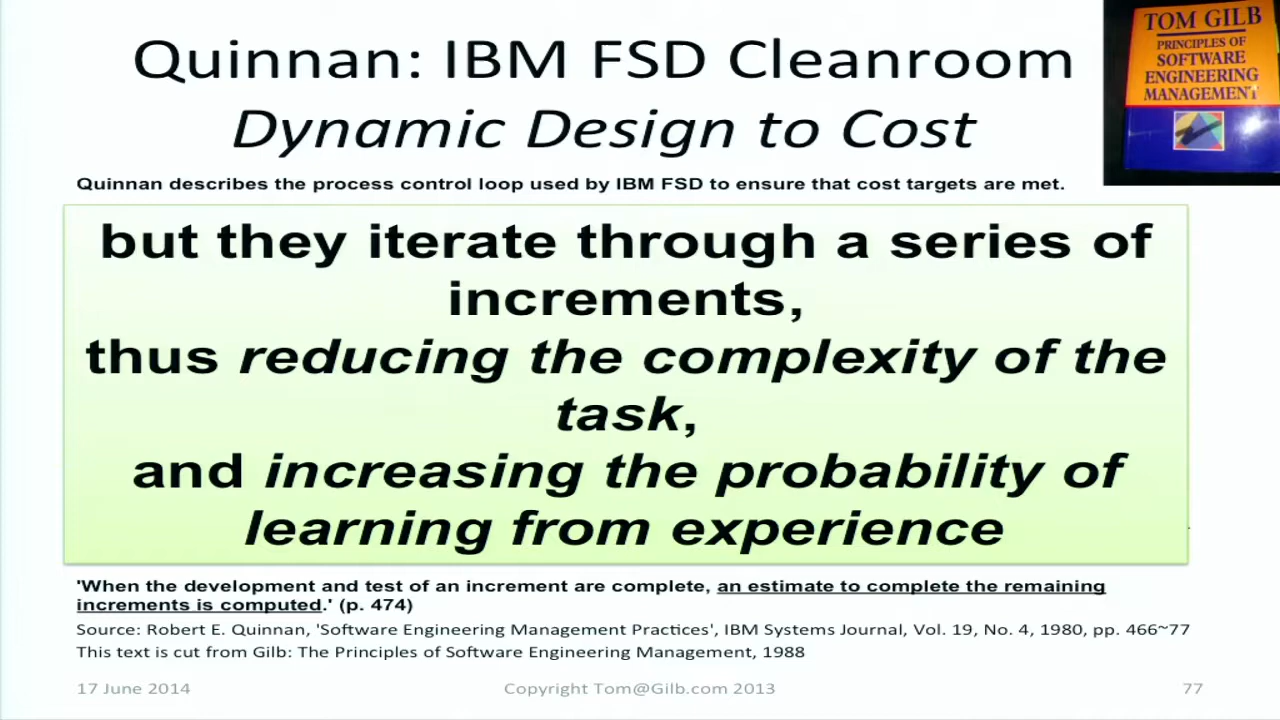 Quinnan: IBM FSD Cleanroom
Dynamic Design to Cost
TOM GILB
PRINCIPLES OF
SOFTWARE
ENGINEERING
MANAGEMENT
Quinnan describes the process control loop used by IBM FSD to ensure that cost targets are met.
but they iterate through a series of
increments,
thus reducing the complexity of the
task,
and increasing the probability of
learning from experience
'When the development and test of an increment are complete, an estimate to complete the remaining
increments is computed.' (p. 474)
Source: Robert E. Quinnan, 'Software Engineering Management Practices', IBM Systems Journal, Vol. 19, No. 4, 1980, pp. 466~77
This text is cut from Gilb: The Principles of Software Engineering Management, 1988
17 June 2014
Copyright Tom@Gilb.com 2013
77